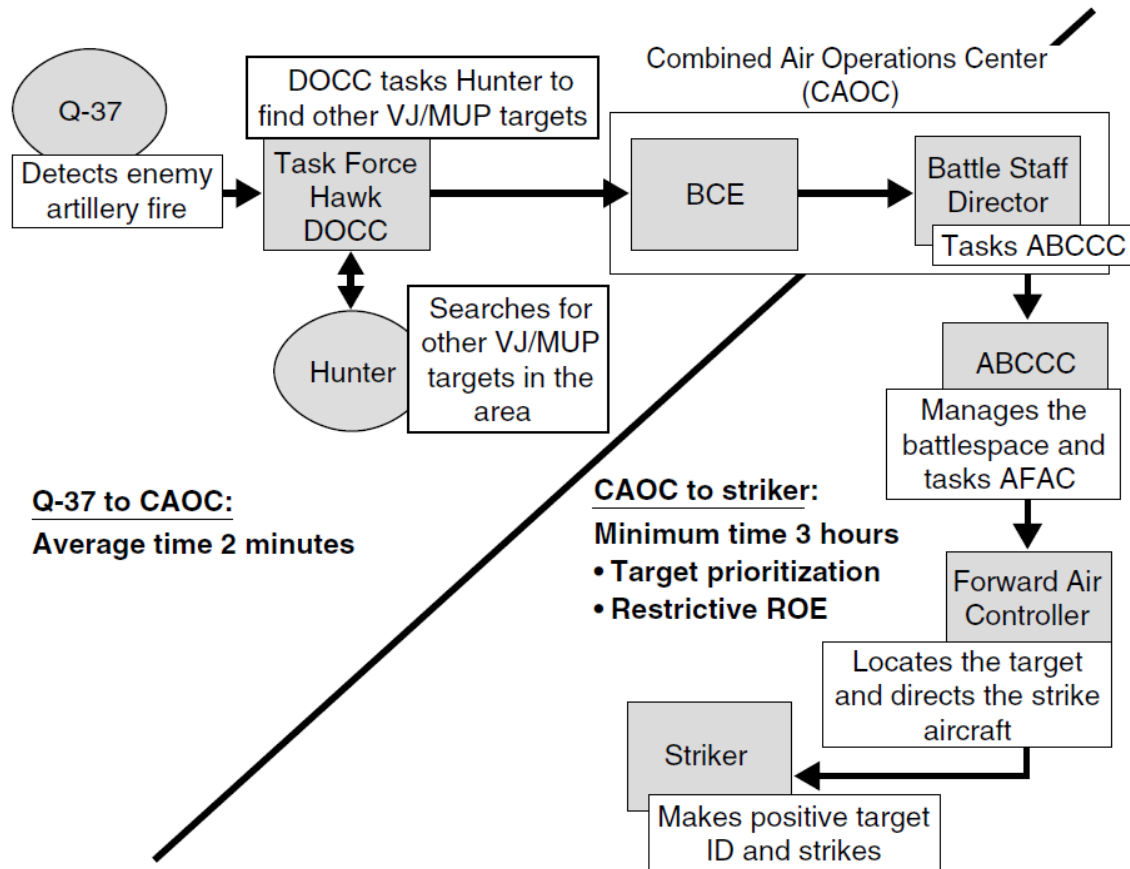 Q-37
Detects enemy
artillery fire
DOCC tasks Hunter to
find other VJ/MUP targets
Task Force
Hawk
DOCC
Combined Air Operations Center
(CAOC)
BCE
Battle Staff
Director
Tasks ABCCC
Hunter
Searches for
other VJ/MUP
targets in the
area
ABCCC
Manages the
battlespace and
tasks AFAC
Q-37 to CAOC:
Average time 2 minutes
CAOC to striker:
Minimum time 3 hours
• Target prioritization
• Restrictive ROE
Forward Air
Controller
Locates the target
and directs the strike
aircraft
Striker
Makes positive target
ID and strikes